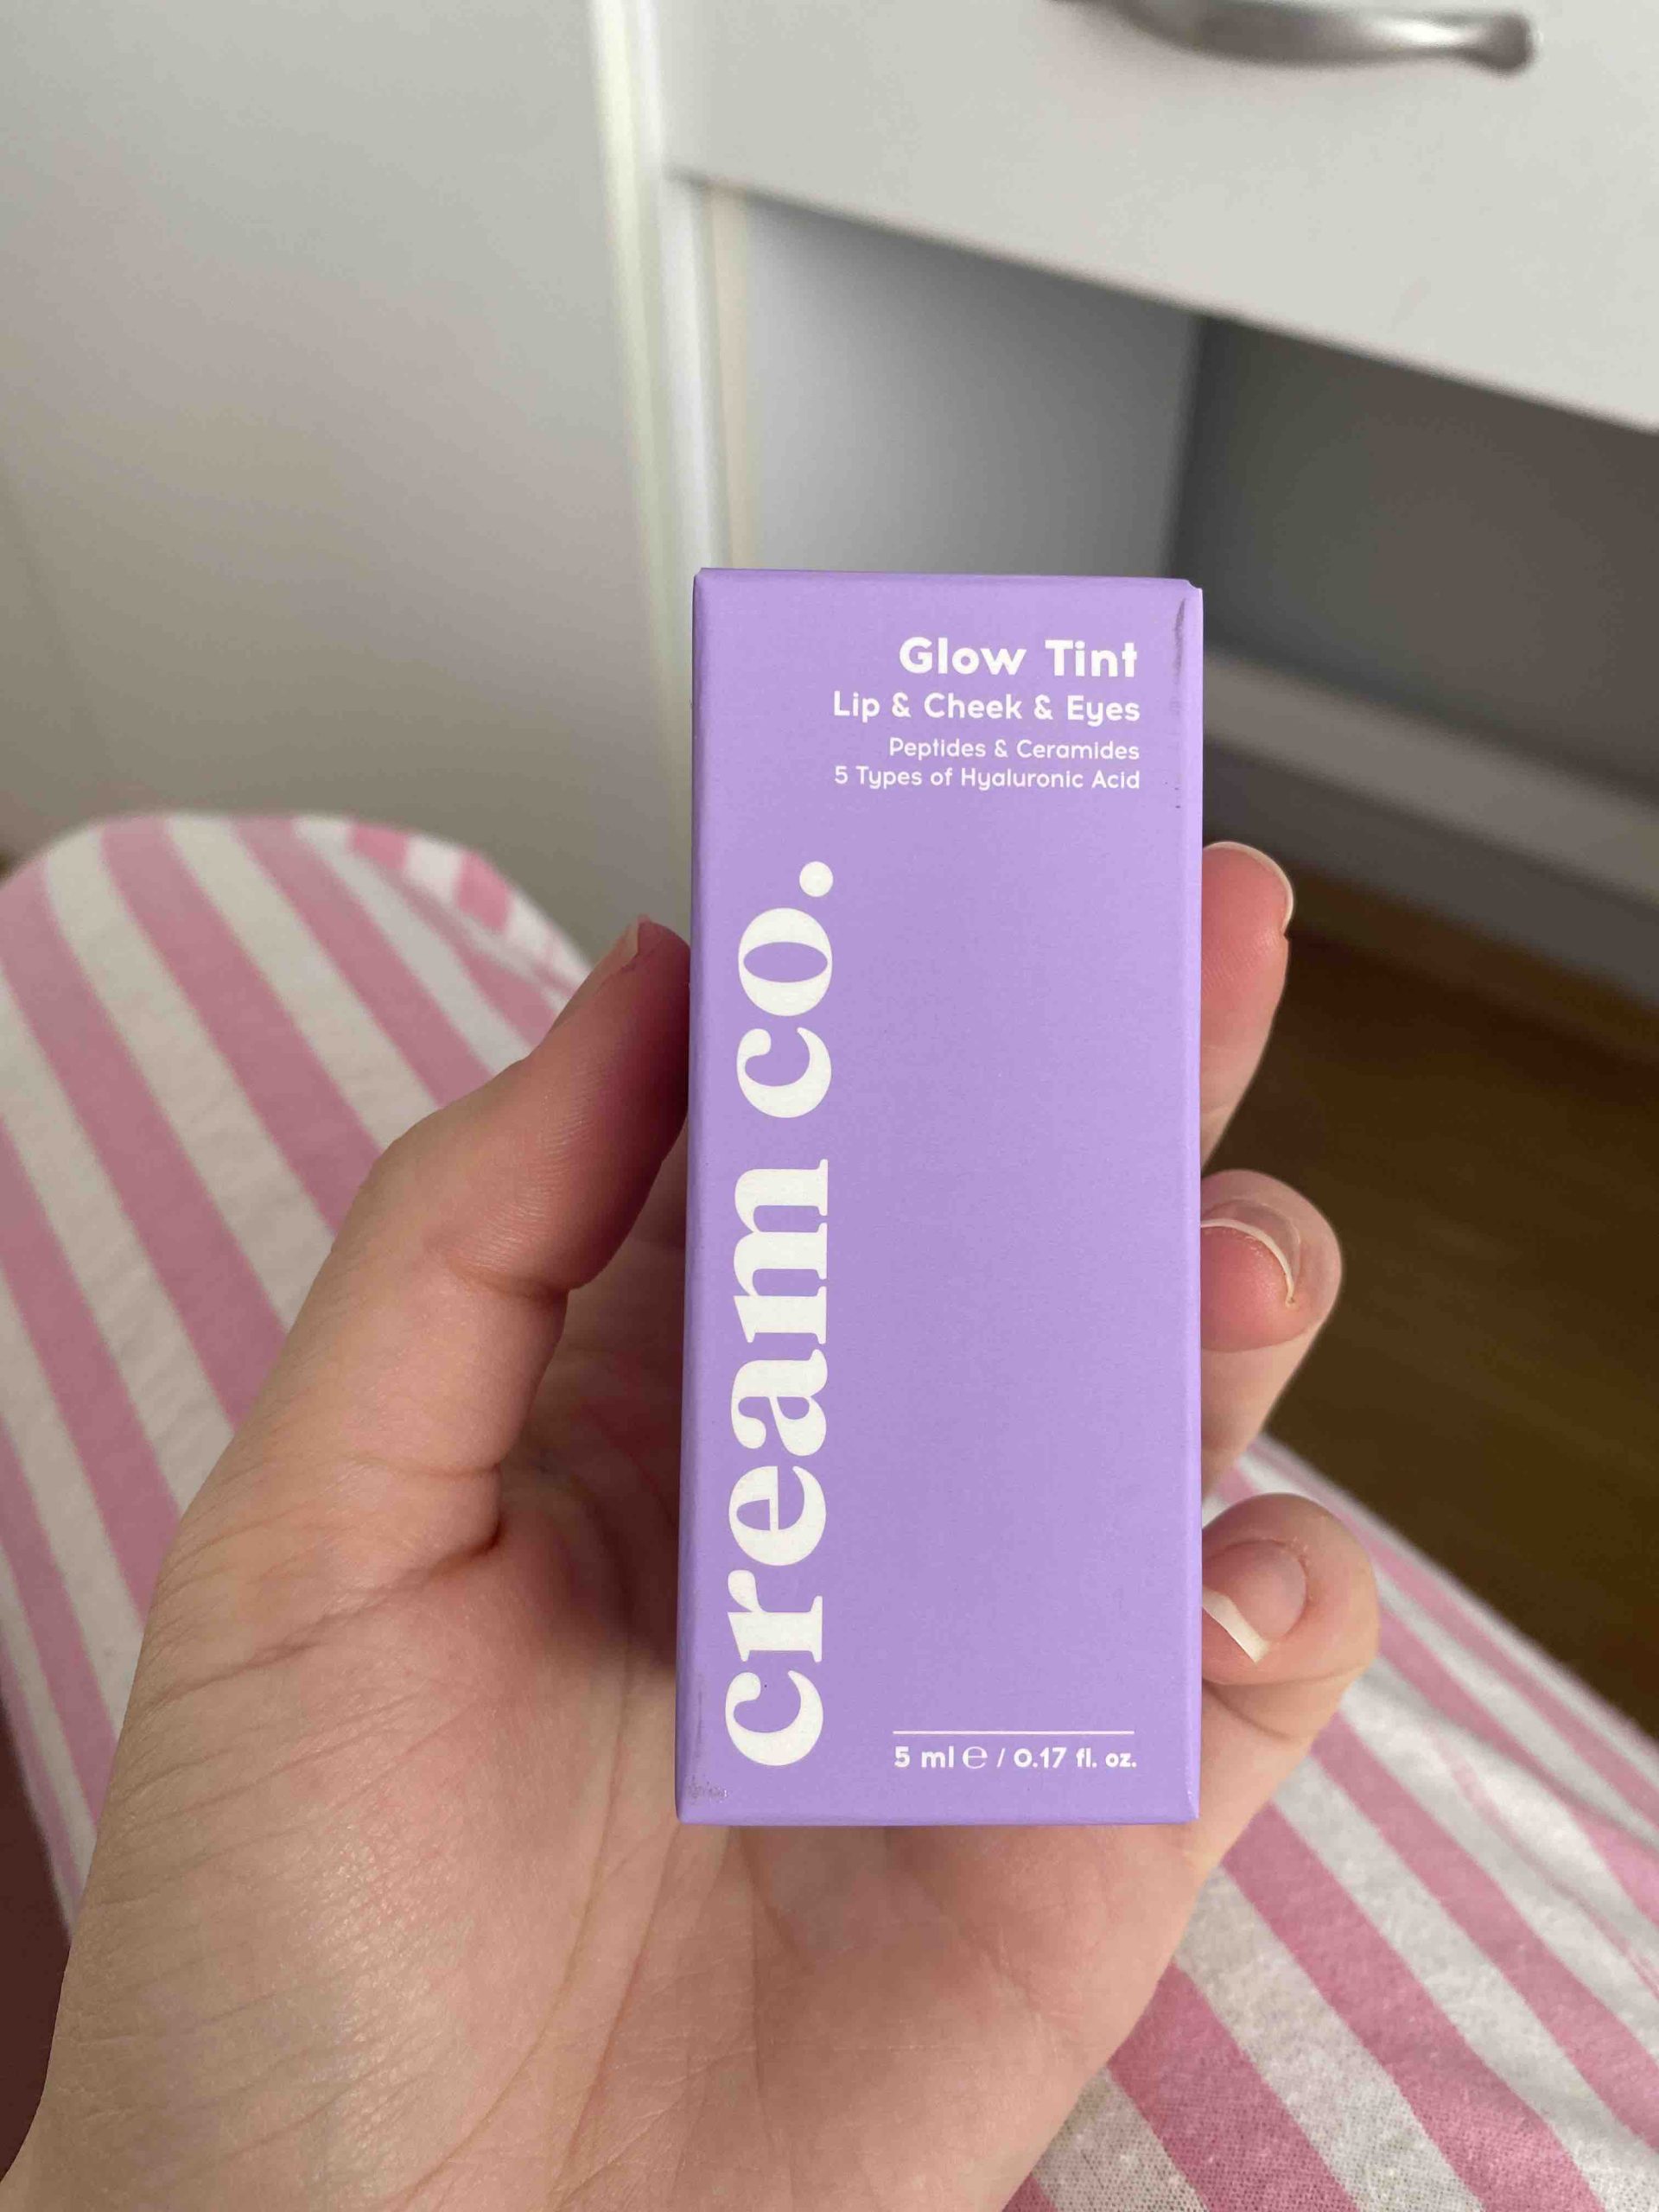 Glow Tint
Lip & Cheek & Eyes
Peptides & Ceramides
5 Types of Hyaluronic Acid
cream co.
5 ml ℮ / 0.17 fl. oz.